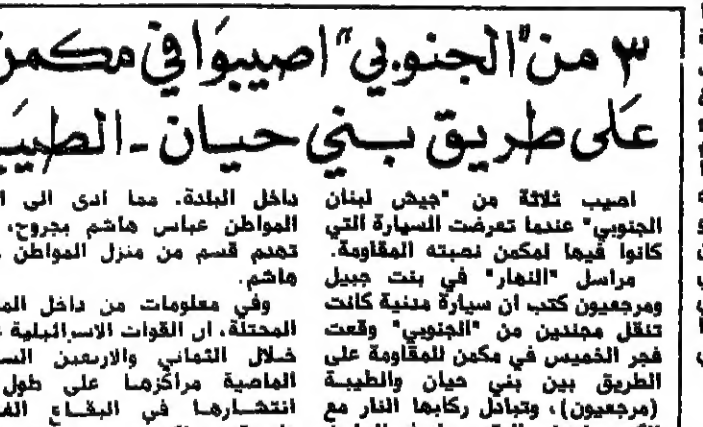 ٣ من "الجنوبي" اصيبوا في مكمن
على طريق بني حيان - الطيب
اصيب ثلاثة من "جيش لبنان
الجنوبي" عندما تعرضت السيارة التي
كانوا فيها لمكمن نصبته المقاومة.
مراسل "النهار" في بنت جبيل
ومرجعيون كتب ان سيارة مدنية كانت
تنقل مجندين من "الجنوبي" وقعت
فجر الخميس في مكمن للمقاومة على
الطريق بين بني حيان والطيبة
(مرجعيون)، وتبادل ركابها النار مع
داخل البلدة. مما ادى الى
المواطن عباس هاشم بجروح،
تهدم قسم من منزل المواطن
هاشم.
وفي معلومات من داخل
المحتلة، ان القوات الاسرائيلية
خلال الثماني والاربعين
الماضية مراكزها على طول
انتشارها في البقاع